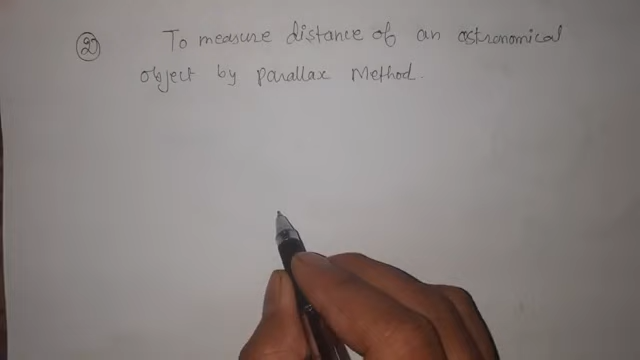 2) To measure distance of an astronomical
object by Parallax Method.